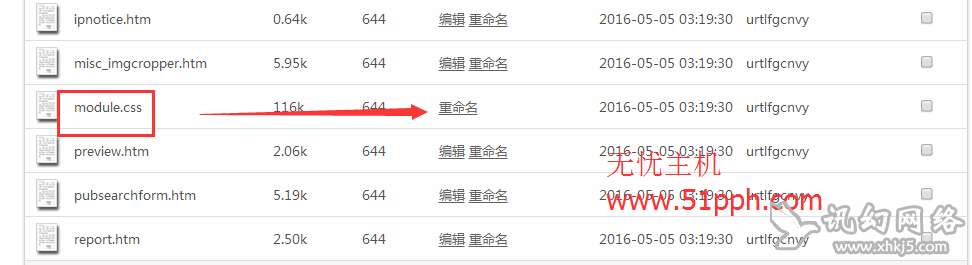 ipnotice.htm 0.64k 644 编辑 重命名 2016-05-05 03:19:30 urtlfgcnvy
misc_imgcropper.htm 5.95k 644 编辑 重命名 2016-05-05 03:19:30 urtlfgcnvy
module.css 116k 644 重命名 2016-05-05 03:19:30 urtlfgcnvy
preview.htm 2.06k 644 编辑 重命名 2016-05-05 03:19:30 urtlfgcnvy
无忧主机
pubsearchform.htm 5.19k 644 编辑 重命名 2016-05-05 03:19:30 urtlfgcnvy
www.51pph.com
report.htm 2.50k 644 编辑 重命名 2016-05-05 03:19:30 urtlfgcnvy
讯幻网络
www.xhkj5.com